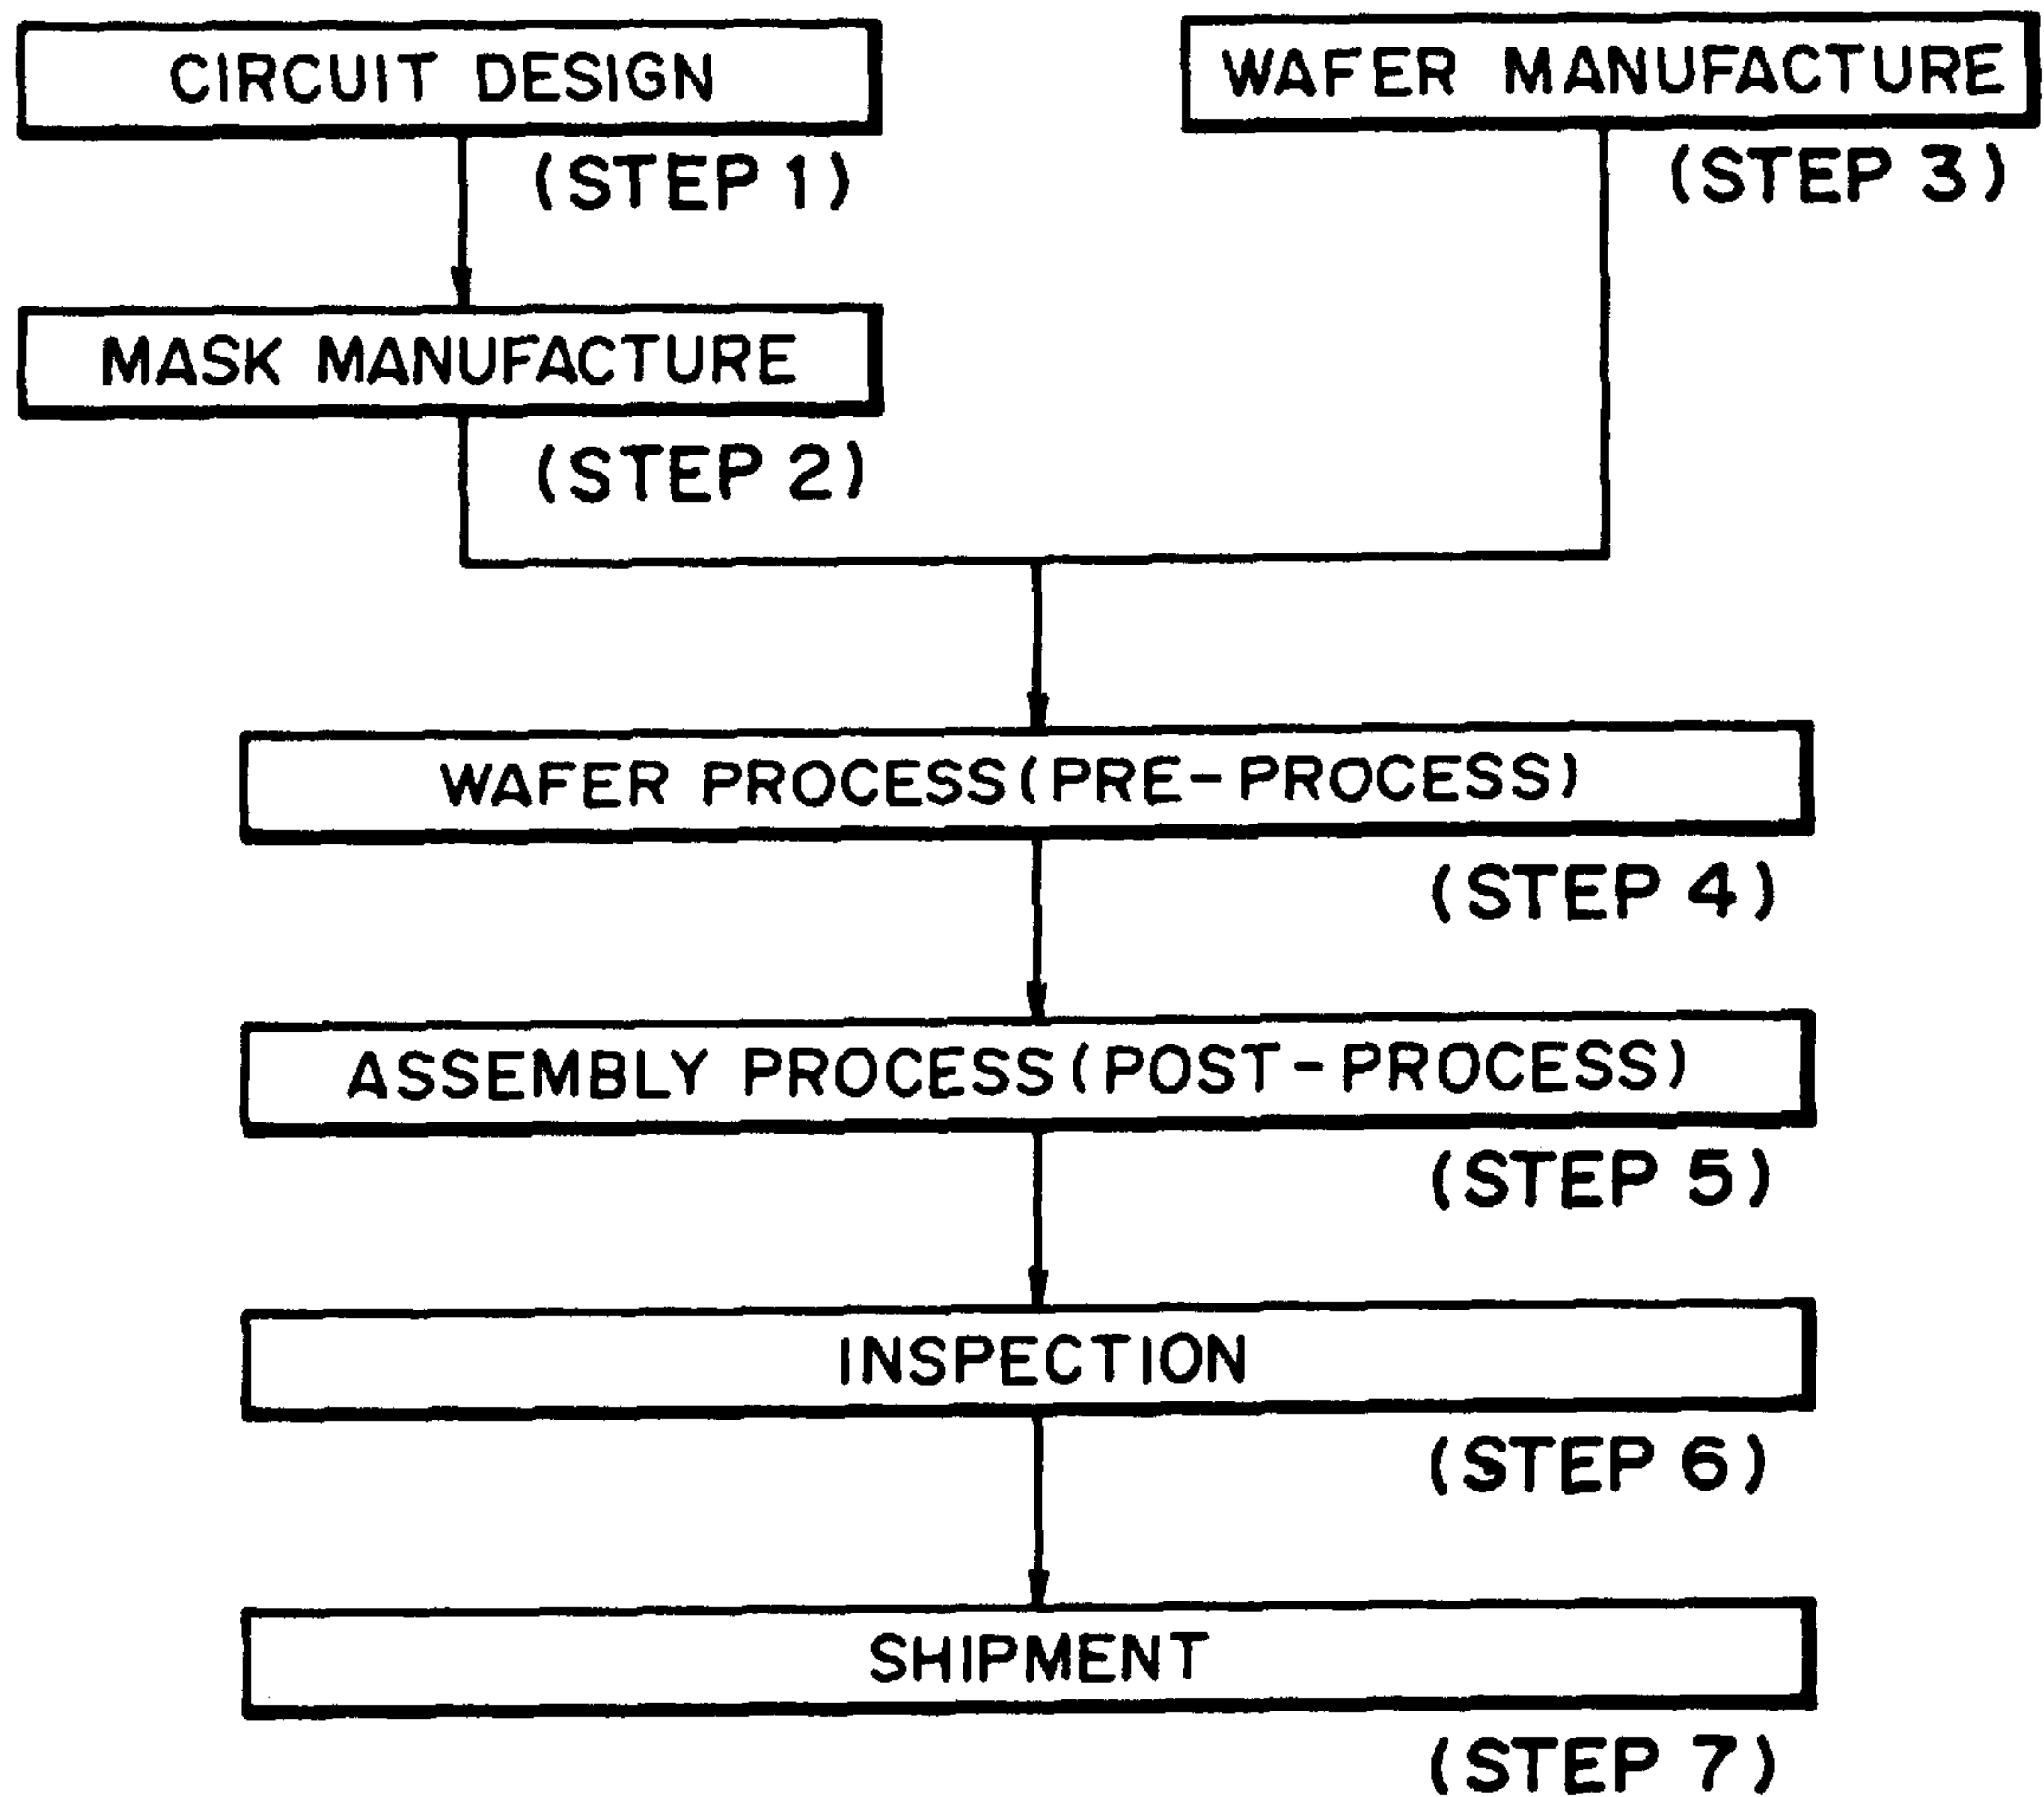 CIRCUIT DESIGN
(STEP 1)
WAFER MANUFACTURE
(STEP 3)
MASK MANUFACTURE
(STEP 2)
WAFER PROCESS(PRE-PROCESS)
(STEP 4)
ASSEMBLY PROCESS(POST-PROCESS)
(STEP 5)
INSPECTION
(STEP 6)
SHIPMENT
(STEP 7)